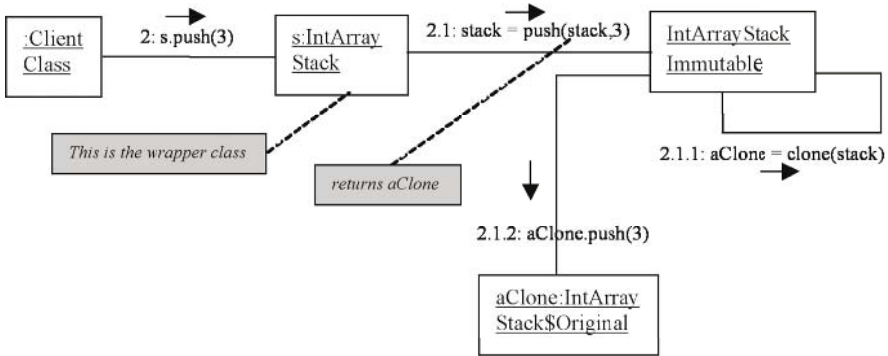 :Client
Class
2: s.push(3)
s:IntArray
Stack
2.1: stack = push(stack,3)
IntArrayStack
Immutable
This is the wrapper class
returns aClone
2.1.1: aClone = clone(stack)
2.1.2: aClone.push(3)
aClone:IntArray
Stack$Original